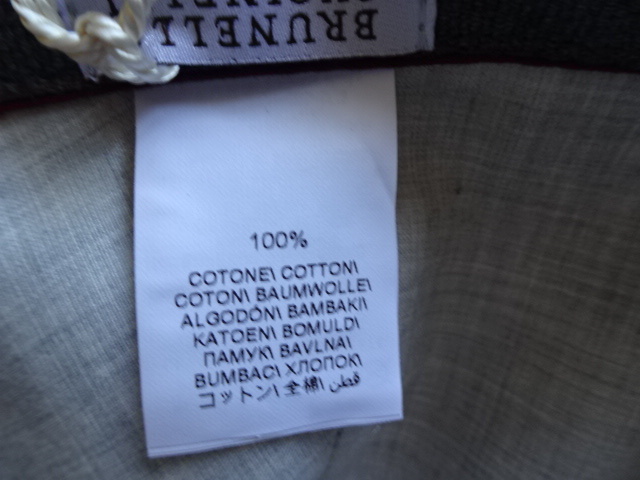 BRUNELL
100%
COTONE\ COTTON\
COTON\ BAUMWOLLE\
ALGODÓN\ BAMBAKI\
KATOEN\ BOMULD\
ПАМУК\ BAVLNA\
BUMBAC\ ХЛОПОК\
コットン\ 全棉\ قطن